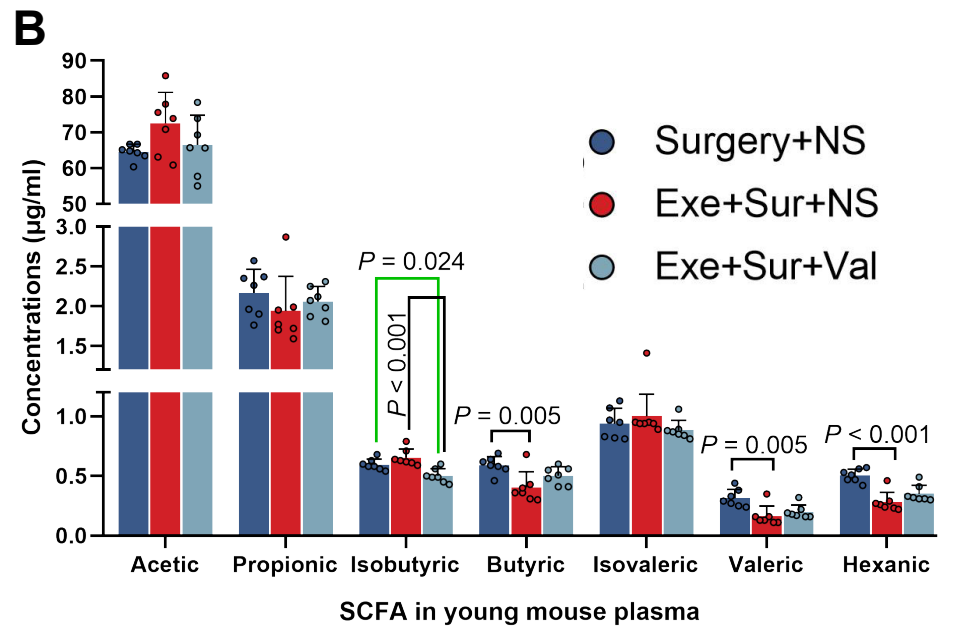 B
Concentrations (µg/ml)
90
80
70
60
50
3.0
2.5
2.0
1.5
1.0
0.5
0.0
Surgery+NS
Exe+Sur+NS
Exe+Sur+Val
P = 0.024
P < 0.001
P = 0.005
P = 0.005
P < 0.001
Acetic Propionic Isobutyric Butyric Isovaleric Valeric Hexanic
SCFA in young mouse plasma